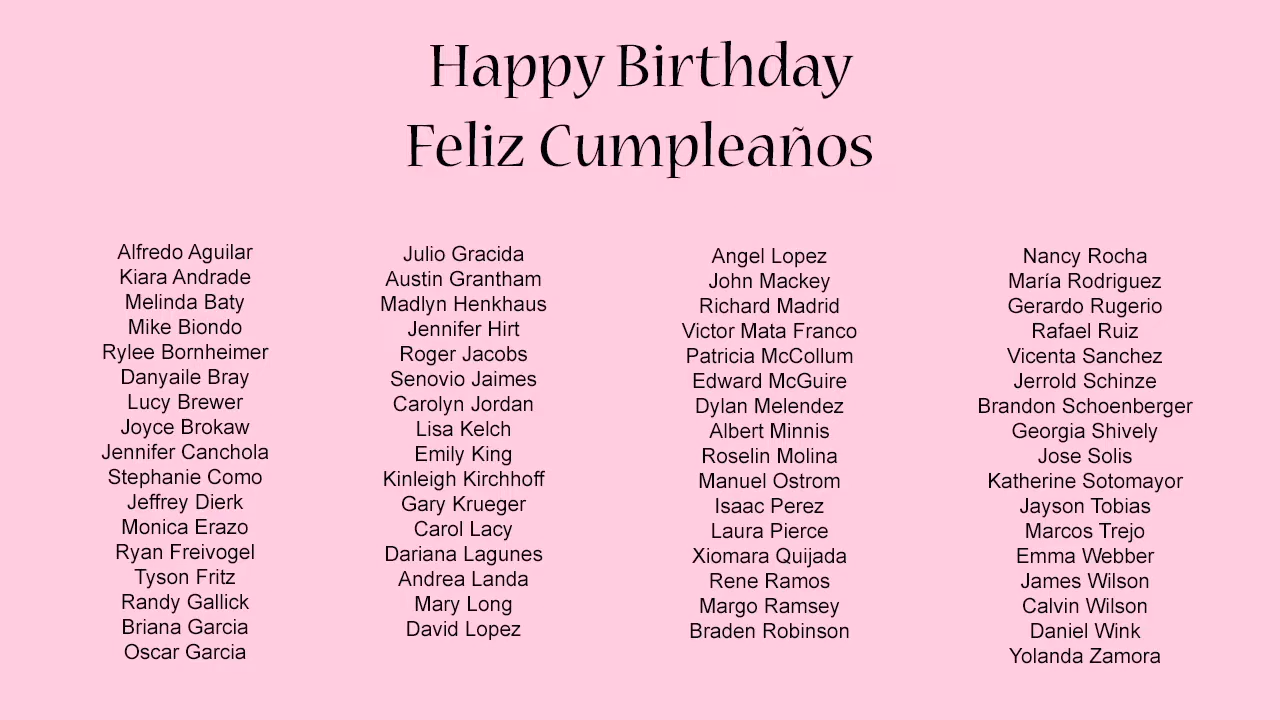 Happy Birthday
Feliz Cumpleaños
Alfredo Aguilar
Kiara Andrade
Melinda Baty
Mike Biondo
Rylee Bornheimer
Danyaile Bray
Lucy Brewer
Joyce Brokaw
Jennifer Canchola
Stephanie Como
Jeffrey Dierk
Monica Erazo
Ryan Freivogel
Tyson Fritz
Randy Gallick
Briana Garcia
Oscar Garcia
Julio Gracida
Austin Grantham
Madlyn Henkhaus
Jennifer Hirt
Roger Jacobs
Senovio Jaimes
Carolyn Jordan
Lisa Kelch
Emily King
Kinleigh Kirchhoff
Gary Krueger
Carol Lacy
Dariana Lagunes
Andrea Landa
Mary Long
David Lopez
Angel Lopez
John Mackey
Richard Madrid
Victor Mata Franco
Patricia McCollum
Edward McGuire
Dylan Melendez
Albert Minnis
Roselin Molina
Manuel Ostrom
Isaac Perez
Laura Pierce
Xiomara Quijada
Rene Ramos
Margo Ramsey
Braden Robinson
Nancy Rocha
María Rodriguez
Gerardo Rugerio
Rafael Ruiz
Vicenta Sanchez
Jerrold Schinze
Brandon Schoenberger
Georgia Shively
Jose Solis
Katherine Sotomayor
Jayson Tobias
Marcos Trejo
Emma Webber
James Wilson
Calvin Wilson
Daniel Wink
Yolanda Zamora